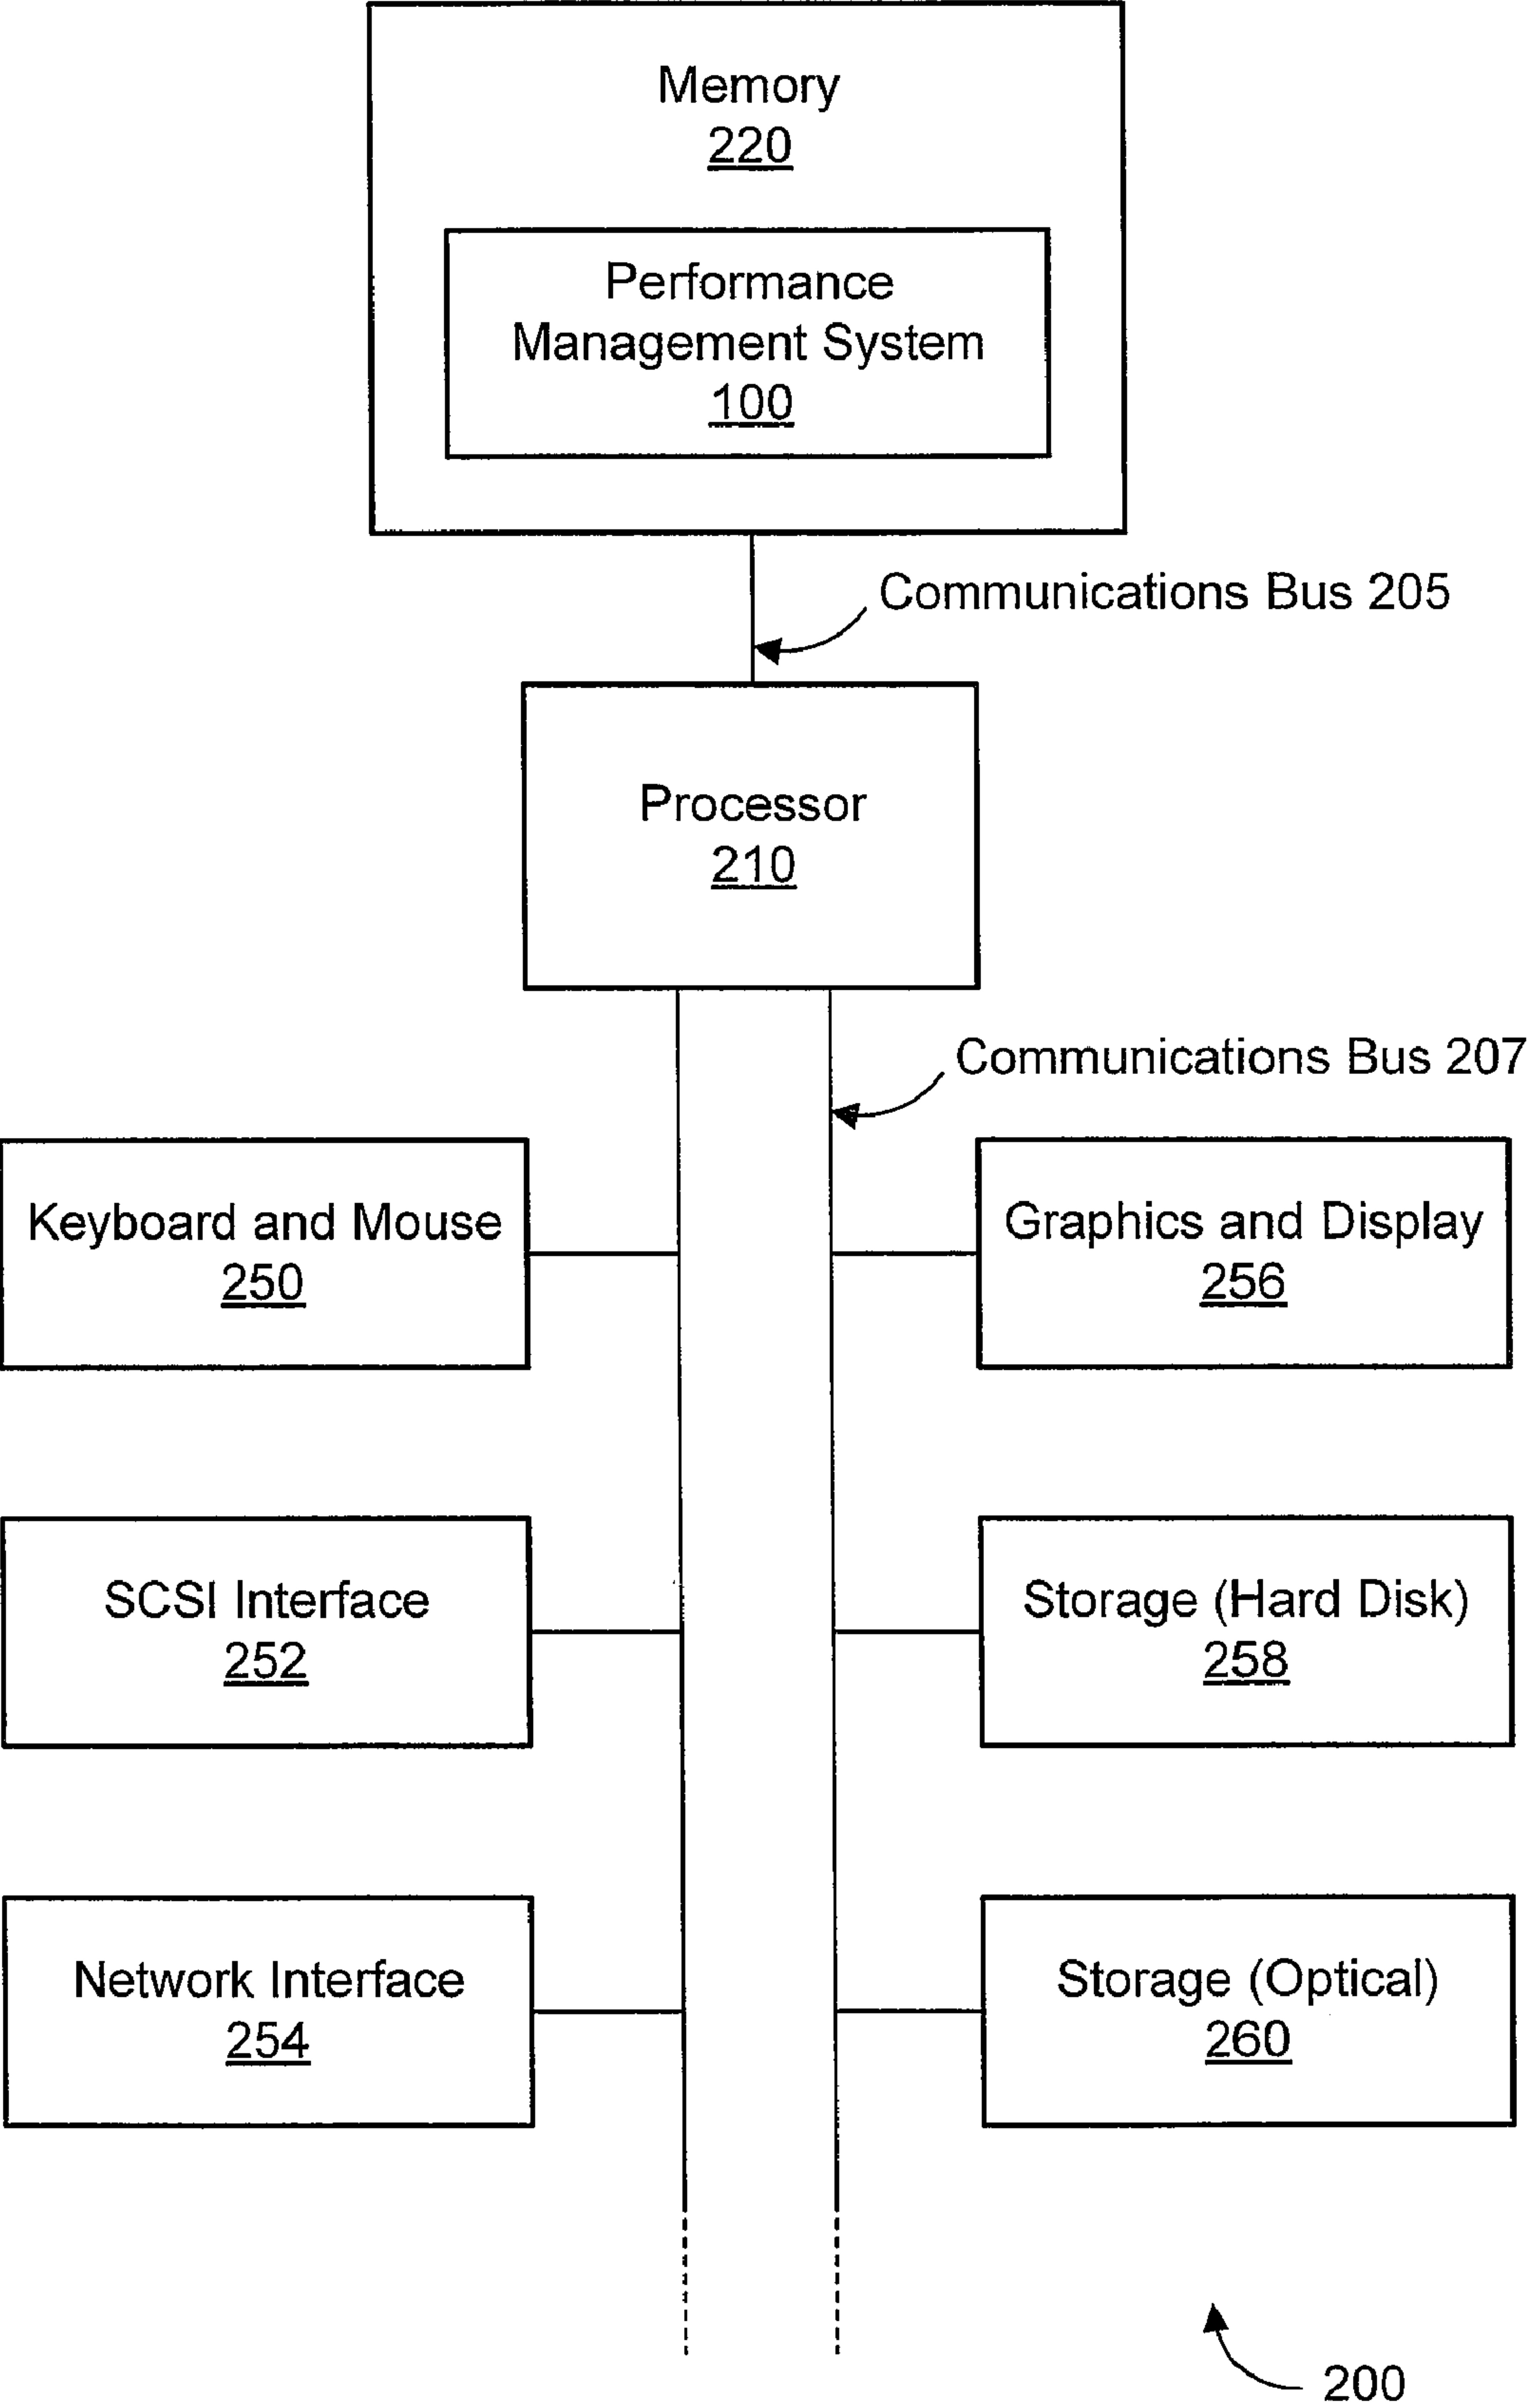 Memory
220
Performance
Management System
100
Communications Bus 205
Processor
210
Communications Bus 207
Keyboard and Mouse
250
Graphics and Display
256
SCSI Interface
252
Storage (Hard Disk)
258
Network Interface
254
Storage (Optical)
260
200